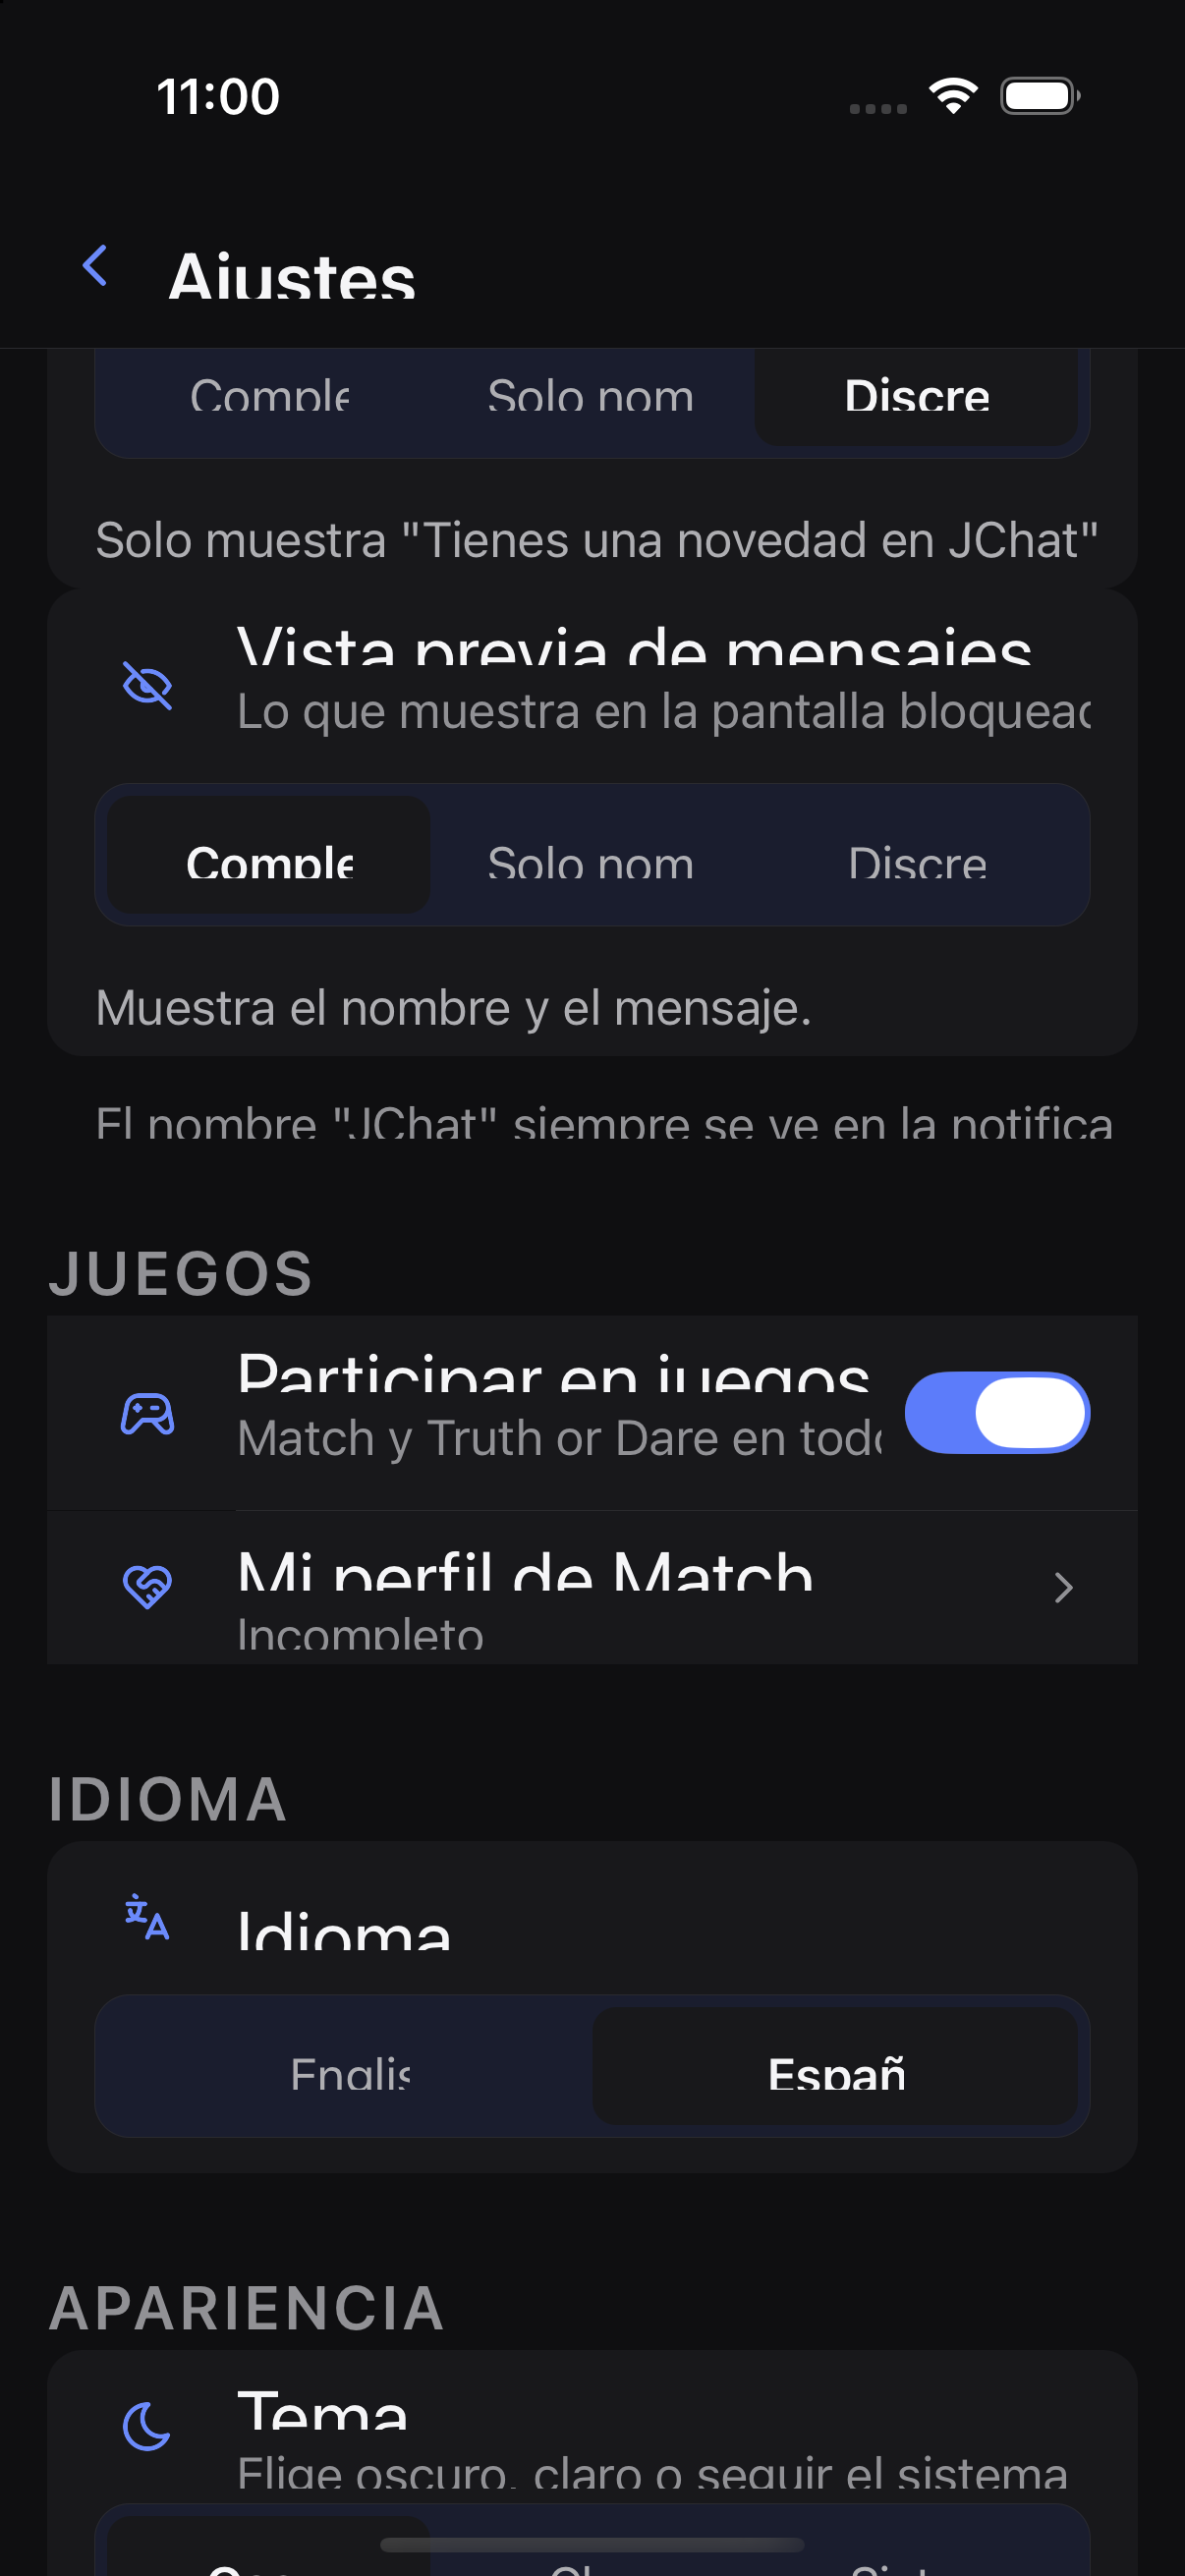 11:00
Ajustes
Comple
Solo nom
Discre
Solo muestra "Tienes una novedad en JChat"
Vista previa de mensajes
Lo que muestra en la pantalla bloquead
Comple
Solo nom
Discre
Muestra el nombre y el mensaje.
El nombre "JChat" siempre se ve en la notifica
JUEGOS
Participar en juegos
Match y Truth or Dare en todo
Mi perfil de Match
Incompleto
IDIOMA
Idioma
Englis
Españ
APARIENCIA
Tema
Elige oscuro, claro o seguir el sistema